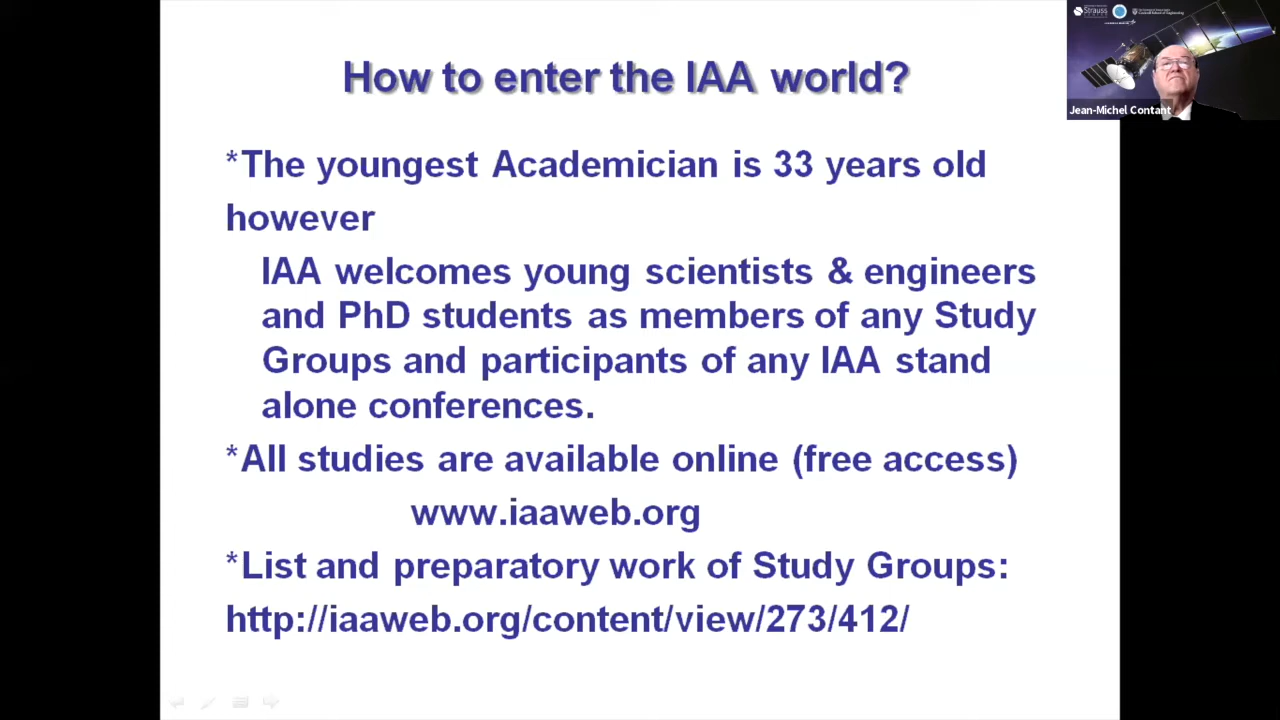 How to enter the IAA world?
*The youngest Academician is 33 years old
however
IAA welcomes young scientists & engineers
and PhD students as members of any Study
Groups and participants of any IAA stand
alone conferences.
*All studies are available online (free access)
www.iaaweb.org
*List and preparatory work of Study Groups:
http://iaaweb.org/content/view/273/412/
Strauss
Jean-Michel Contant